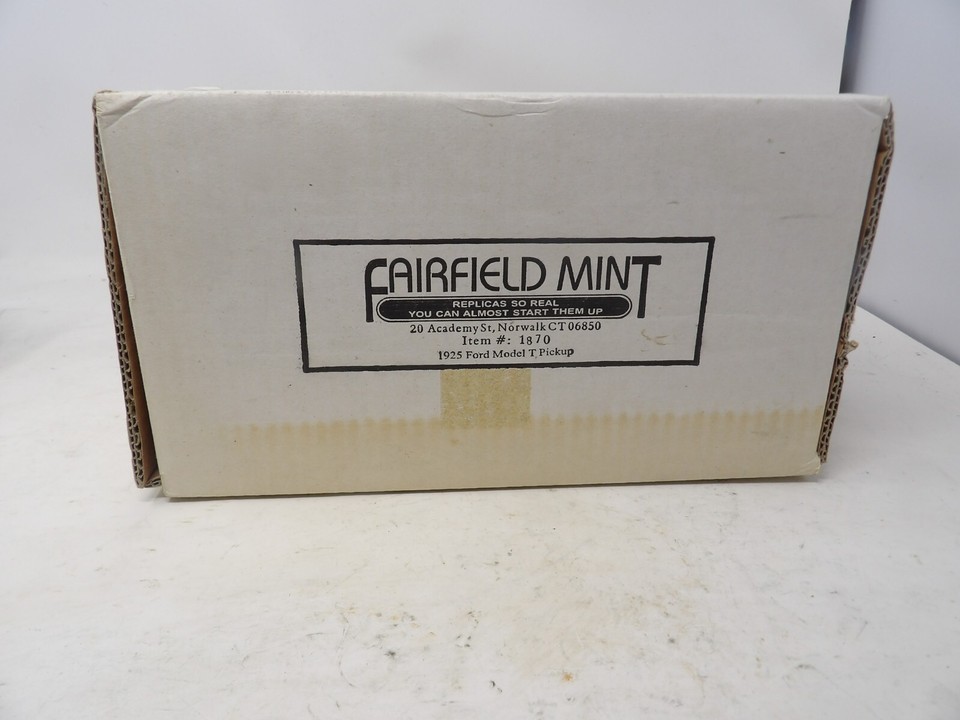 FAIRFIELD MINT
REPLICAS SO REAL
YOU CAN ALMOST START THEM UP
20 Academy St, Norwalk CT 06850
Item #: 1870
1925 Ford Model T Pickup